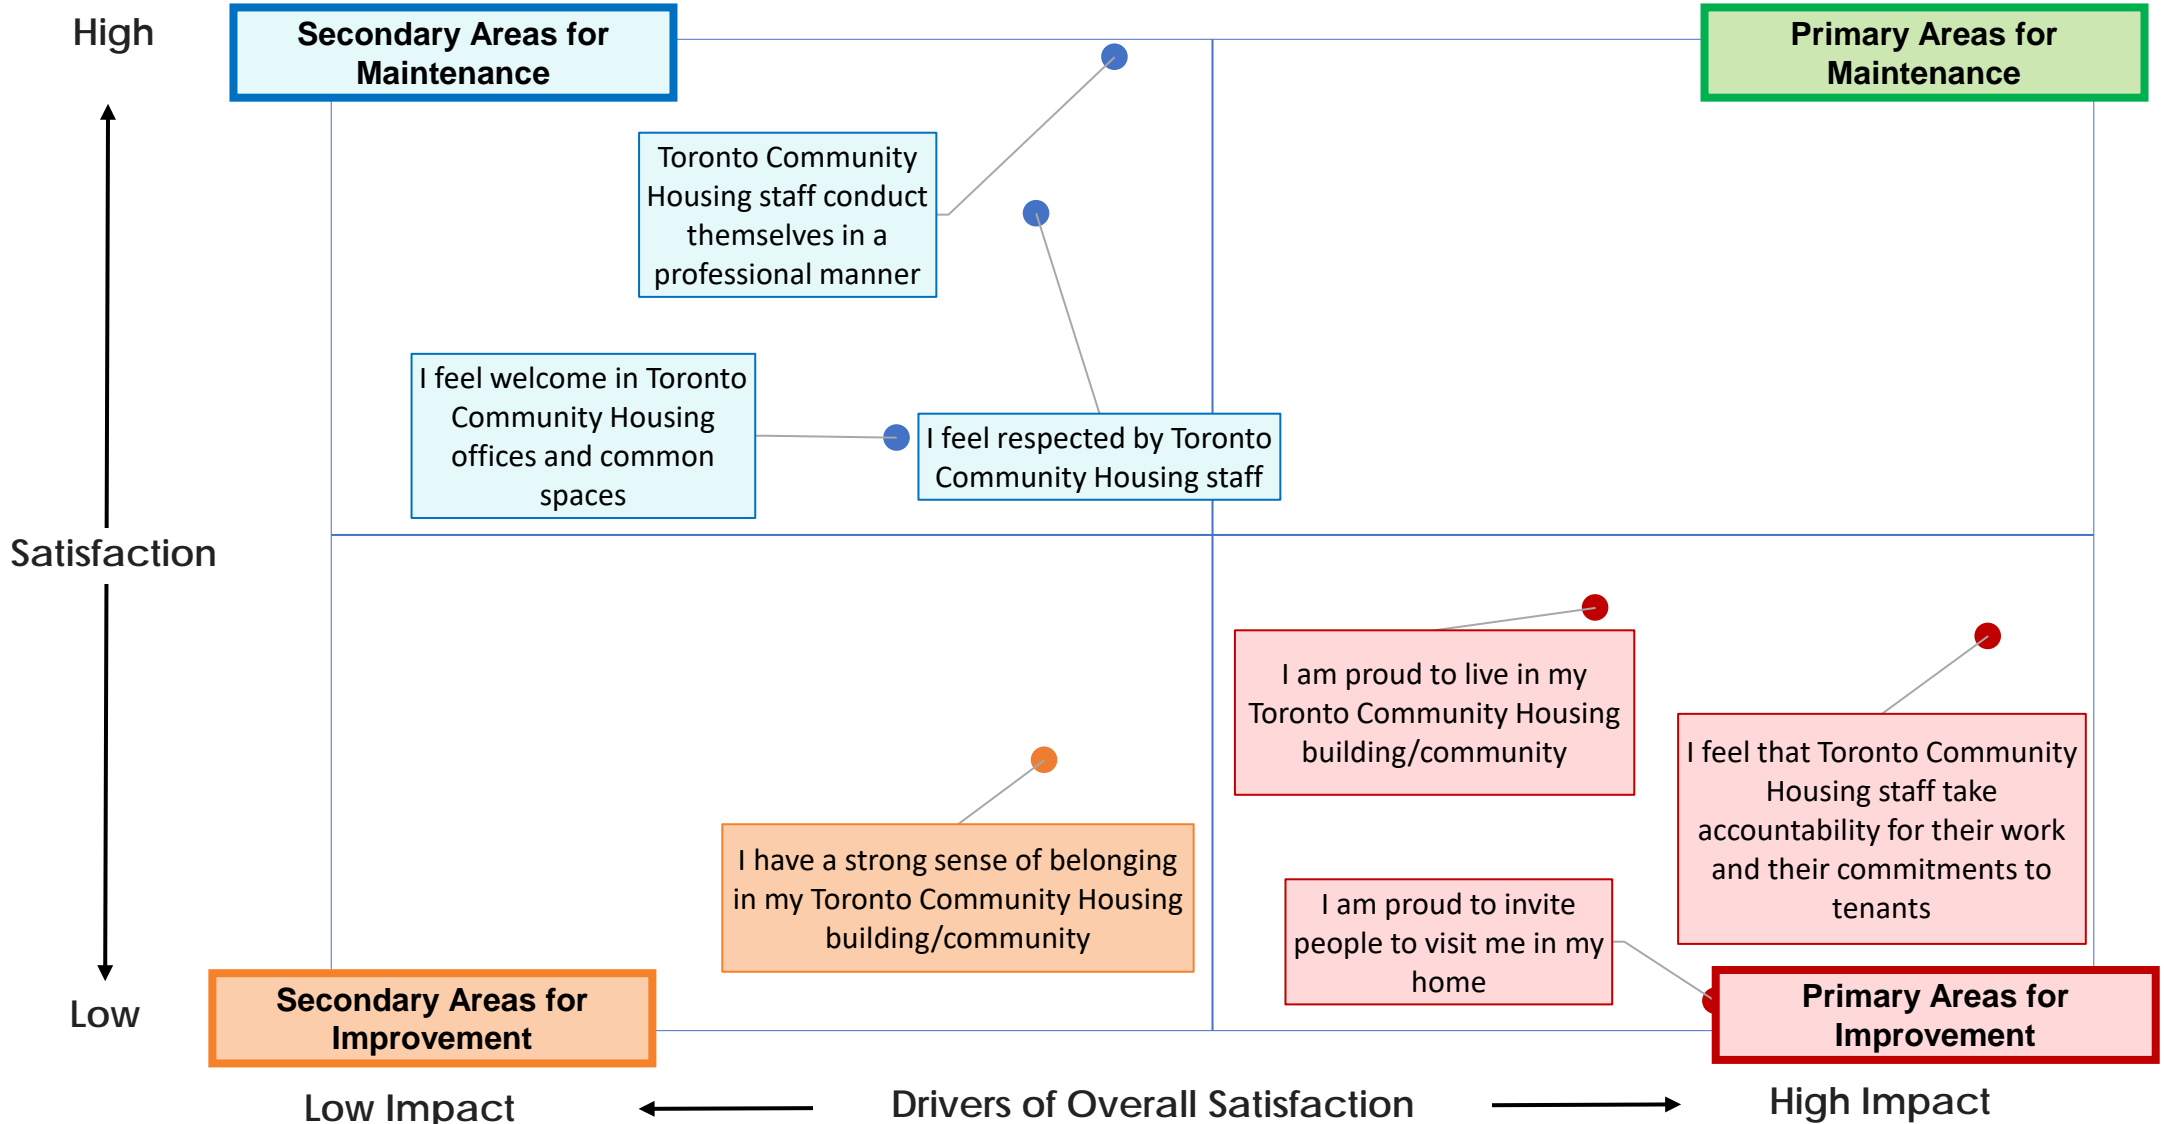 High
Secondary Areas for
Maintenance
Primary Areas for
Maintenance
Toronto Community
Housing staff conduct
themselves in a
professional manner
I feel welcome in Toronto
Community Housing
offices and common
spaces
I feel respected by Toronto
Community Housing staff
Satisfaction
I am proud to live in my
Toronto Community Housing
building/community
I feel that Toronto Community
Housing staff take
accountability for their work
and their commitments to
tenants
I have a strong sense of belonging
in my Toronto Community Housing
building/community
I am proud to invite
people to visit me in my
home
Low
Secondary Areas for
Improvement
Primary Areas for
Improvement
Low Impact
Drivers of Overall Satisfaction
High Impact